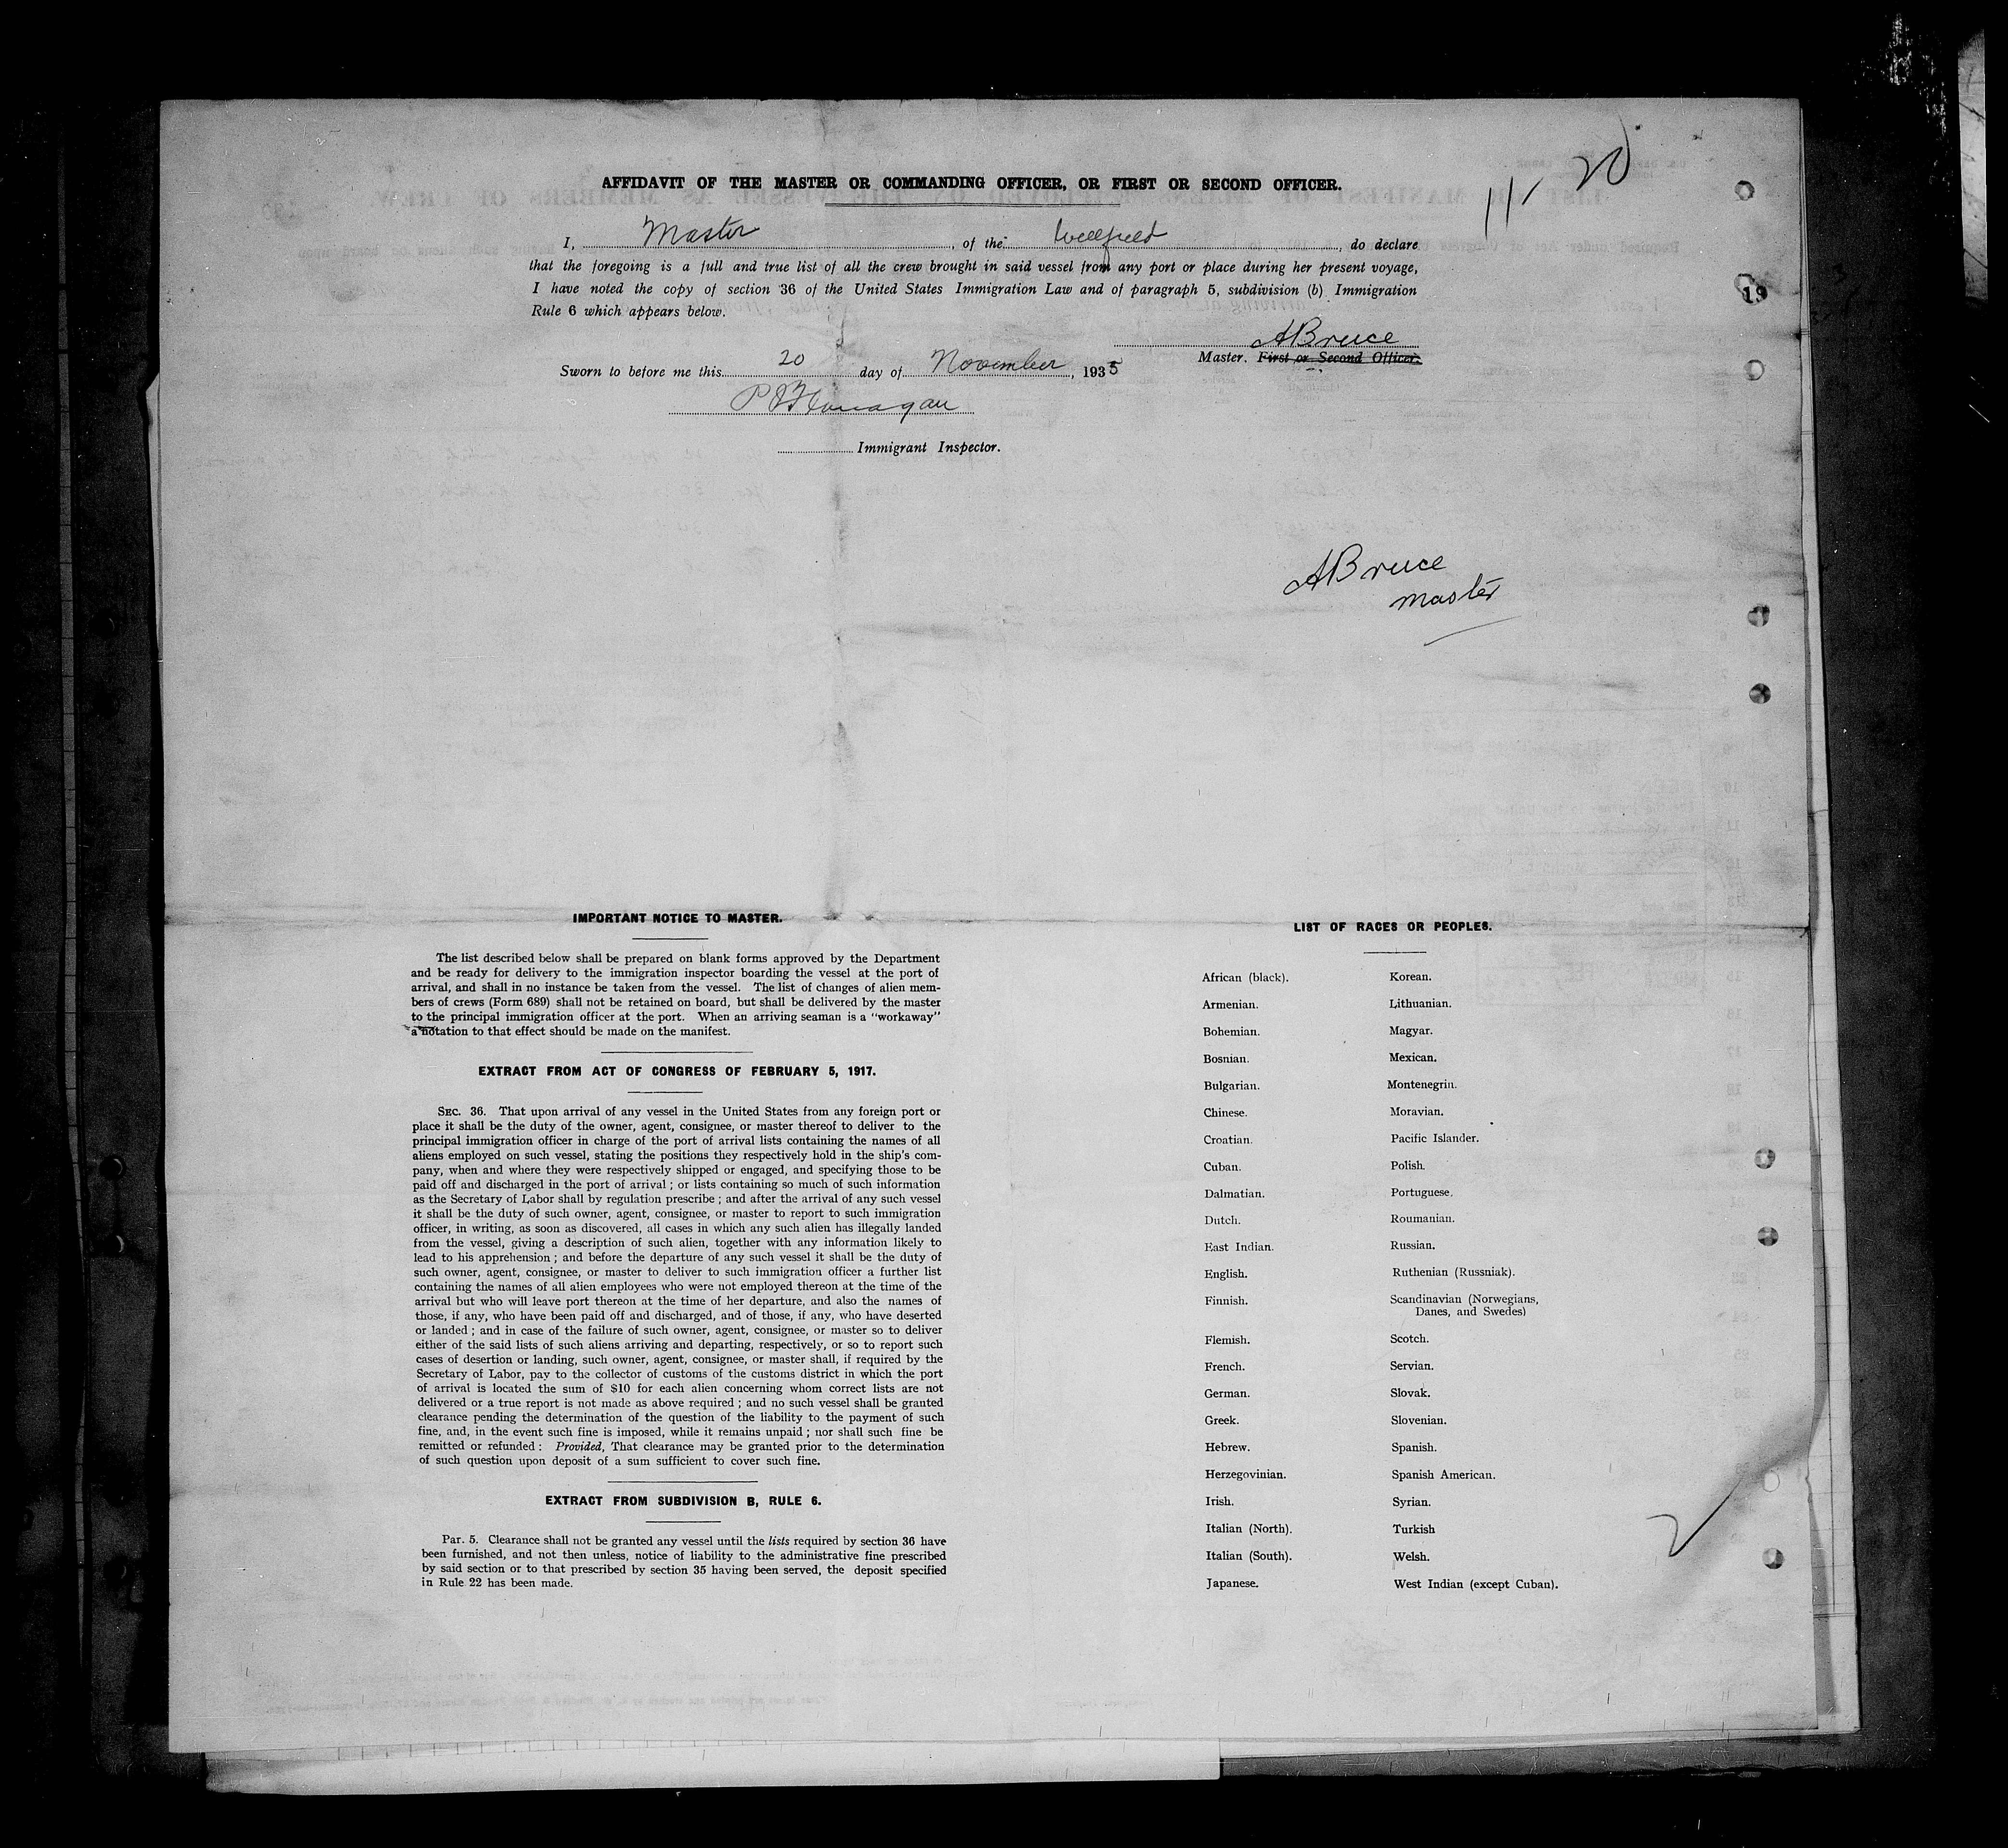 11/20
AFFIDAVIT OF THE MASTER OR COMMANDING OFFICER, OR FIRST OR SECOND OFFICER.
I, Master, of the Wellfield, do declare
that the foregoing is a full and true list of all the crew brought in said vessel from any port or place during her present voyage,
I have noted the copy of section 36 of the United States Immigration Law and of paragraph 5, subdivision (b) Immigration
Rule 6 which appears below.
19
ABruce
Master. First or Second Officer.
Sworn to before me this 20 day of November, 1935
P Flanagan
Immigrant Inspector.
ABruce
Master
IMPORTANT NOTICE TO MASTER.
The list described below shall be prepared on blank forms approved by the Department
and be ready for delivery to the immigration inspector boarding the vessel at the port of
arrival, and shall in no instance be taken from the vessel. The list of changes of alien mem-
bers of crews (Form 689) shall not be retained on board, but shall be delivered by the master
to the principal immigration officer at the port. When an arriving seaman is a "workaway"
a notation to that effect should be made on the manifest.
EXTRACT FROM ACT OF CONGRESS OF FEBRUARY 5, 1917.
SEC. 36. That upon arrival of any vessel in the United States from any foreign port or
place it shall be the duty of the owner, agent, consignee, or master thereof to deliver to the
principal immigration officer in charge of the port of arrival lists containing the names of all
aliens employed on such vessel, stating the positions they respectively hold in the ship's com-
pany, when and where they were respectively shipped or engaged, and specifying those to be
paid off and discharged in the port of arrival; or lists containing so much of such information
as the Secretary of Labor shall by regulation prescribe; and after the arrival of any such vessel
it shall be the duty of such owner, agent, consignee, or master to report to such immigration
officer, in writing, as soon as discovered, all cases in which any such alien has illegally landed
from the vessel, giving a description of such alien, together with any information likely to
lead to his apprehension; and before the departure of any such vessel it shall be the duty of
such owner, agent, consignee, or master to deliver to such immigration officer a further list
containing the names of all alien employees who were not employed thereon at the time of the
arrival but who will leave port thereon at the time of her departure, and also the names of
those, if any, who have been paid off and discharged, and of those, if any, who have deserted
or landed; and in case of the failure of such owner, agent, consignee, or master so to deliver
either of the said lists of such aliens arriving and departing, respectively, or so to report such
cases of desertion or landing, such owner, agent, consignee, or master shall, if required by the
Secretary of Labor, pay to the collector of customs of the customs district in which the port
of arrival is located the sum of $10 for each alien concerning whom correct lists are not
delivered or a true report is not made as above required; and no such vessel shall be granted
clearance pending the determination of the question of the liability to the payment of such
fine, and, in the event such fine is imposed, while it remains unpaid; nor shall such fine be
remitted or refunded: Provided, That clearance may be granted prior to the determination
of such question upon deposit of a sum sufficient to cover such fine.
EXTRACT FROM SUBDIVISION B, RULE 6.
Par. 5. Clearance shall not be granted any vessel until the lists required by section 36 have
been furnished, and not then unless, notice of liability to the administrative fine prescribed
by said section or to that prescribed by section 35 having been served, the deposit specified
in Rule 22 has been made.
LIST OF RACES OR PEOPLES.
African (black).
Armenian.
Bohemian.
Bosnian.
Bulgarian.
Chinese.
Croatian.
Cuban.
Dalmatian.
Dutch.
East Indian.
English.
Finnish.
Flemish.
French.
German.
Greek.
Hebrew.
Herzegovinian.
Irish.
Italian (North).
Italian (South).
Japanese.
Korean.
Lithuanian.
Magyar.
Mexican.
Montenegrin.
Moravian.
Pacific Islander.
Polish.
Portuguese.
Roumanian.
Russian.
Ruthenian (Russniak).
Scandinavian (Norwegians,
Danes, and Swedes)
Scotch.
Servian.
Slovak.
Slovenian.
Spanish.
Spanish American.
Syrian.
Turkish
Welsh.
West Indian (except Cuban).